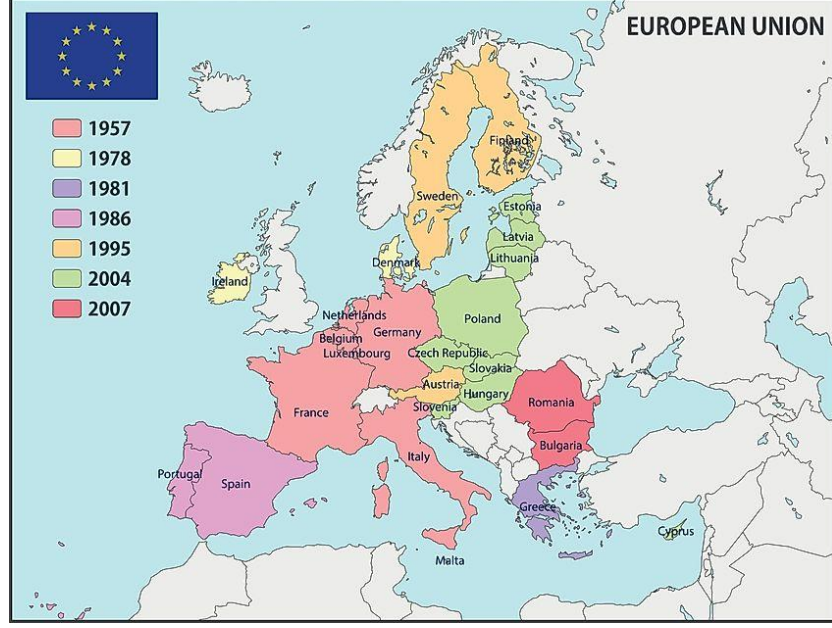 EUROPEAN UNION
1957
1978
1981
1986
1995
2004
2007
Finland
Sweden
Estonia
Latvia
Lithuania
Denmark
Ireland
Netherlands
Poland
Germany
Belgium
Luxembourg
Czech Republic
Slovakia
Austria
Hungary
Slovenia
France
Romania
Bulgaria
Italy
Portugal
Spain
Greece
Cyprus
Malta